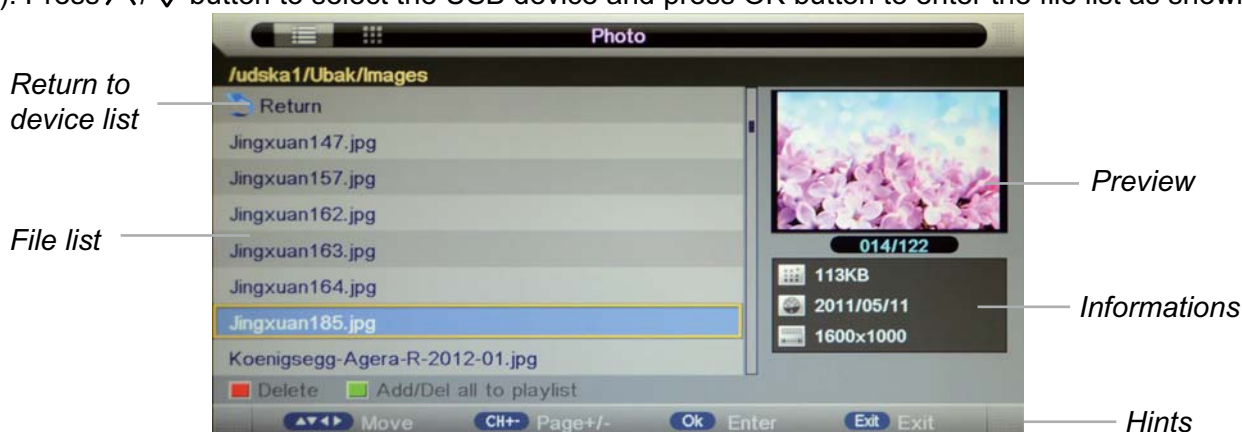 ). Press / button to select the USB device and press OK button to enter the file list as shown
Photo
/udska1/Ubak/Images
Return to
device list
Return
Jingxuan147.jpg
Jingxuan157.jpg
Preview
Jingxuan162.jpg
File list
Jingxuan163.jpg
014/122
Jingxuan164.jpg
113KB
Jingxuan185.jpg
2011/05/11
Informations
1600x1000
Koenigsegg-Agera-R-2012-01.jpg
Delete Add/Del all to playlist
Move CH+- Page+/- Ok Enter Exit Exit
Hints